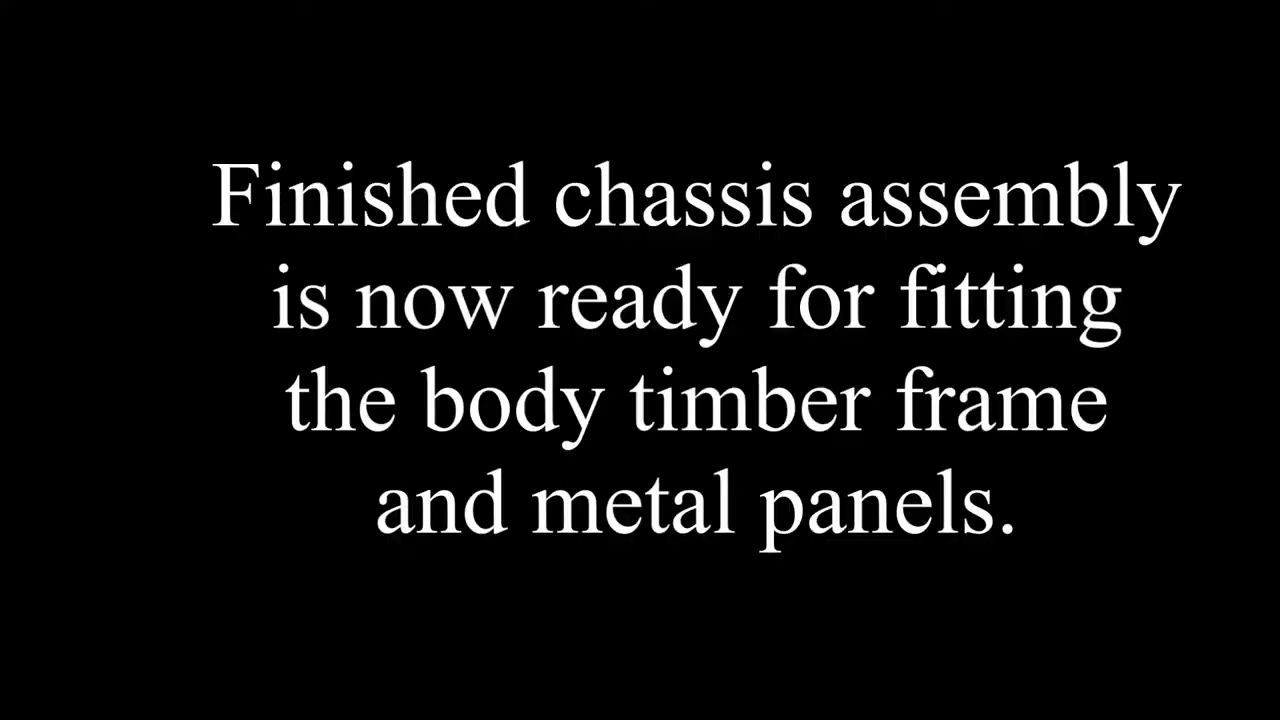 Finished chassis assembly
is now ready for fitting
the body timber frame
and metal panels.